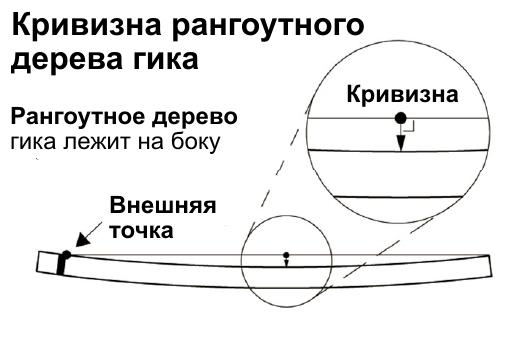 Кривизна рангоутного
дерева гика
Рангоутное дерево
гика лежит на боку
Кривизна
Внешняя
точка